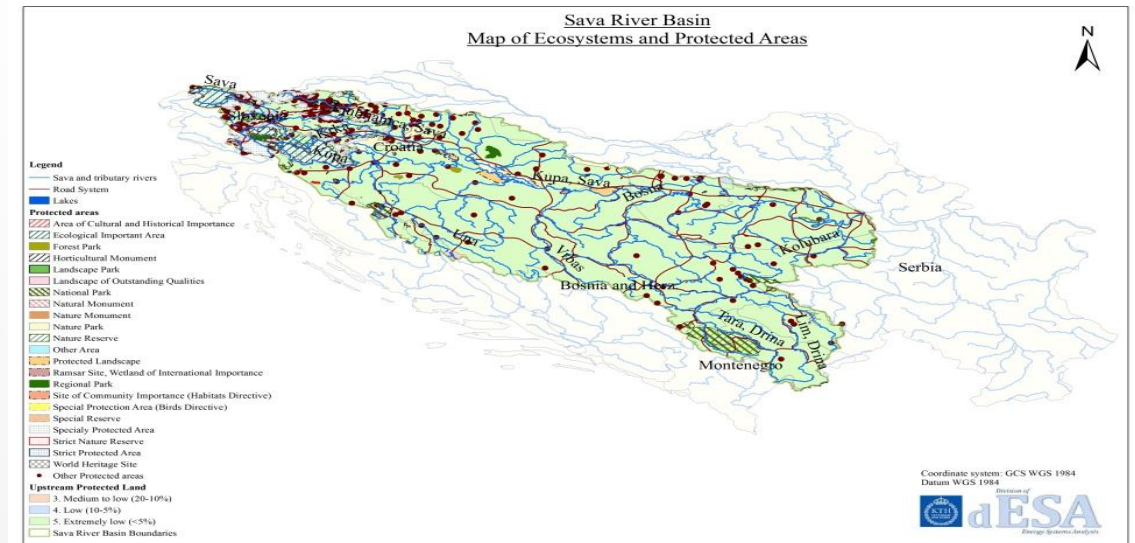 Sava River Basin
Map of Ecosystems and Protected Areas
N
Sava
Slovenia
Ljubljanica, Sava
Krka
Kopa
Croatia
Kupa, Sava
Bosna
Una
Vrbas
Kolubara
Serbia
Bosnia and Herz.
Tara, Drina
Lim, Drina
Montenegro
Legend
Sava and tributary rivers
Road System
Lakes
Protected areas
Area of Cultural and Historical Importance
Ecological Important Area
Forest Park
Horticultural Monument
Landscape Park
Landscape of Outstanding Qualities
National Park
Natural Monument
Nature Monument
Nature Park
Nature Reserve
Other Area
Protected Landscape
Ramsar Site, Wetland of International Importance
Regional Park
Site of Community Importance (Habitats Directive)
Special Protection Area (Birds Directive)
Special Reserve
Specialy Protected Area
Strict Nature Reserve
Strict Protected Area
World Heritage Site
Other Protected areas
Upstream Protected Land
3. Medium to low (20-10%)
4. Low (10-5%)
5. Extremely low (<5%)
Sava River Basin Boundaries
Coordinate system: GCS WGS 1984
Datum WGS 1984
KTH
Division of
dESA
Energy Systems Analysis